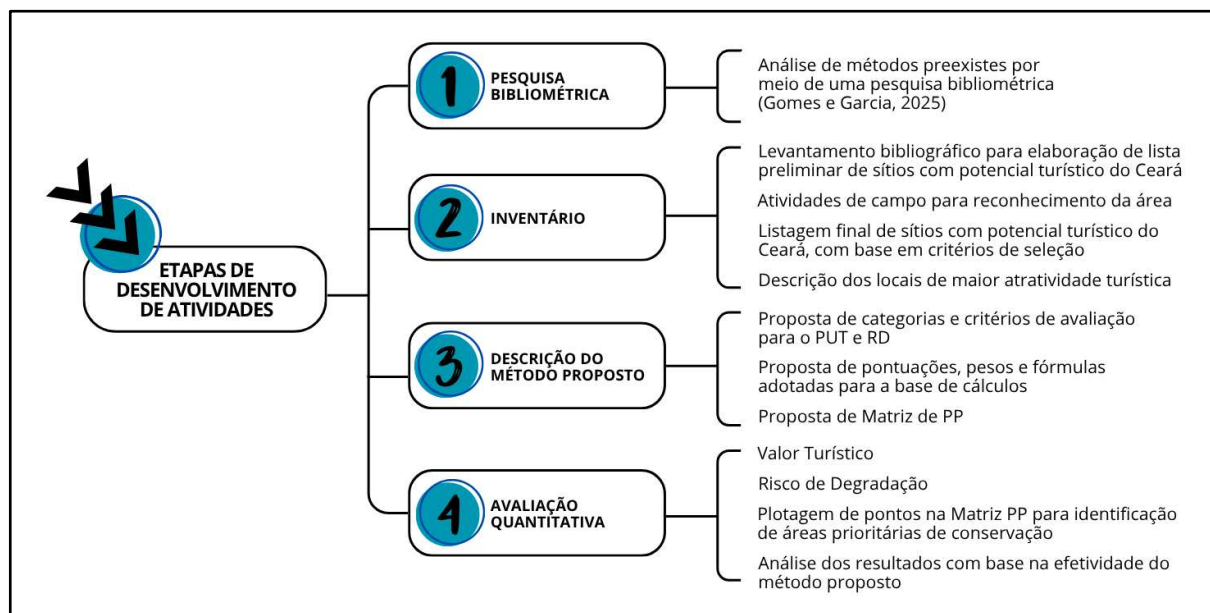 ETAPAS DE
DESENVOLVIMENTO
DE ATIVIDADES
1
PESQUISA
BIBLIOMÉTRICA
Análise de métodos preexistes por
meio de uma pesquisa bibliométrica
(Gomes e Garcia, 2025)
2
INVENTÁRIO
Levantamento bibliográfico para elaboração de lista
preliminar de sítios com potencial turístico do Ceará
Atividades de campo para reconhecimento da área
Listagem final de sítios com potencial turístico do
Ceará, com base em critérios de seleção
Descrição dos locais de maior atratividade turística
3
DESCRIÇÃO DO
MÉTODO PROPOSTO
Proposta de categorias e critérios de avaliação
para o PUT e RD
Proposta de pontuações, pesos e fórmulas
adotadas para a base de cálculos
Proposta de Matriz de PP
4
AVALIAÇÃO
QUANTITATIVA
Valor Turístico
Risco de Degradação
Plotagem de pontos na Matriz PP para identificação
de áreas prioritárias de conservação
Análise dos resultados com base na efetividade do
método proposto